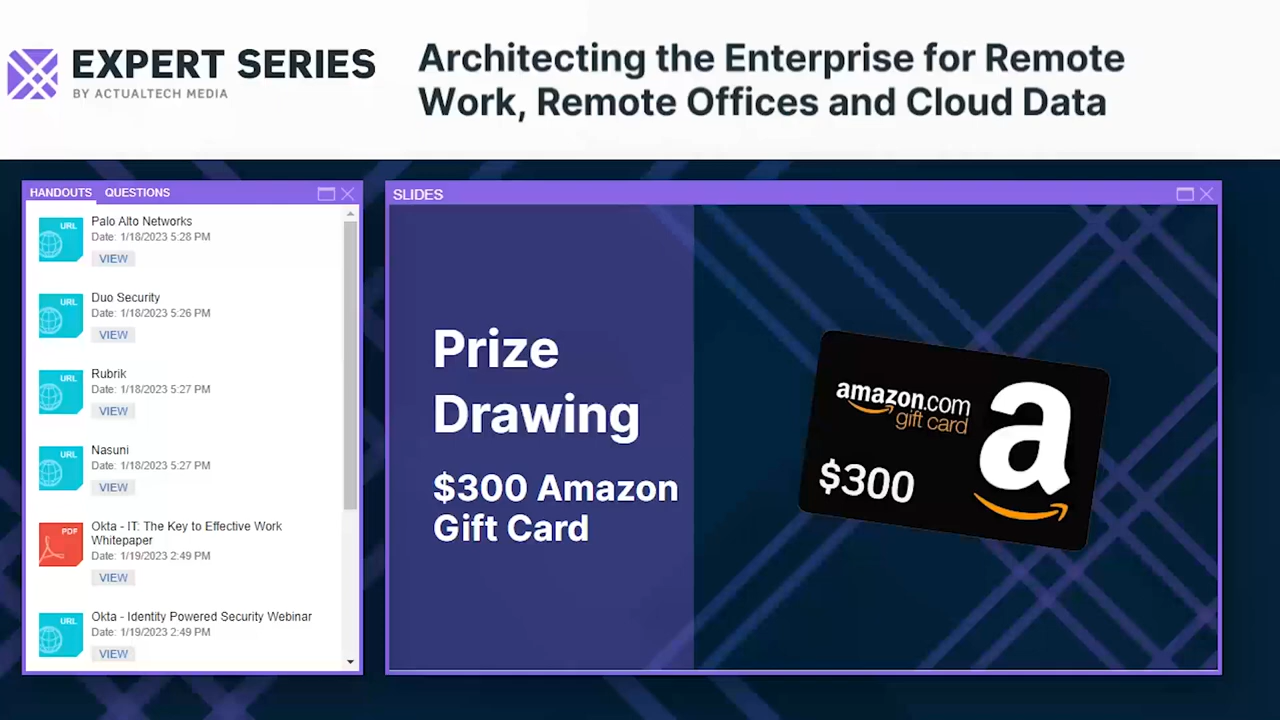 EXPERT SERIES
BY ACTUALTECH MEDIA
Architecting the Enterprise for Remote
Work, Remote Offices and Cloud Data
HANDOUTS QUESTIONS
URL
Palo Alto Networks
Date: 1/18/2023 5:28 PM
VIEW
URL
Duo Security
Date: 1/18/2023 5:26 PM
VIEW
URL
Rubrik
Date: 1/18/2023 5:27 PM
VIEW
URL
Nasuni
Date: 1/18/2023 5:27 PM
VIEW
PDF
Okta - IT: The Key to Effective Work
Whitepaper
Date: 1/19/2023 2:49 PM
VIEW
URL
Okta - Identity Powered Security Webinar
Date: 1/19/2023 2:49 PM
VIEW
SLIDES
Prize
Drawing
$300 Amazon
Gift Card
amazon.com
gift card
a
$300